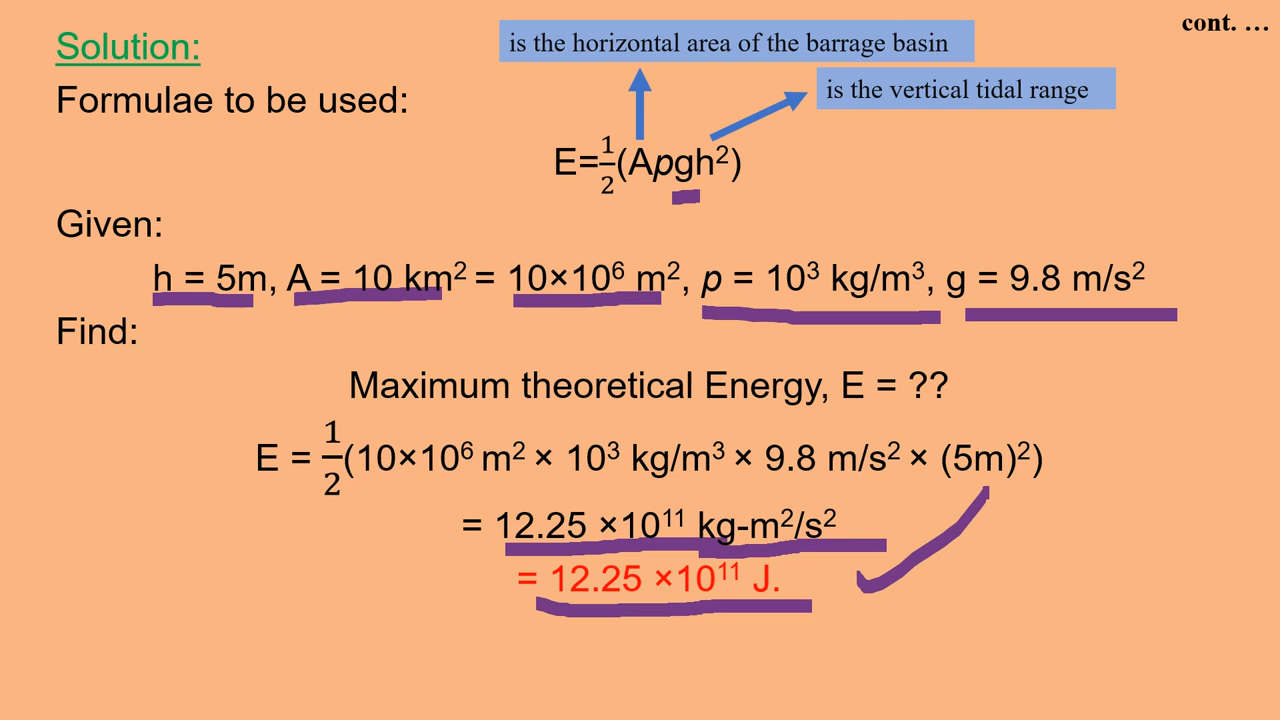 cont. …
Solution:
is the horizontal area of the barrage basin
is the vertical tidal range
Formulae to be used:
E=½(Apgh²)
Given:
h = 5m, A = 10 km² = 10×10⁶ m², p = 10³ kg/m³, g = 9.8 m/s²
Find:
Maximum theoretical Energy, E = ??
E = ½(10×10⁶ m² × 10³ kg/m³ × 9.8 m/s² × (5m)²)
= 12.25 ×10¹¹ kg-m²/s²
= 12.25 ×10¹¹ J.